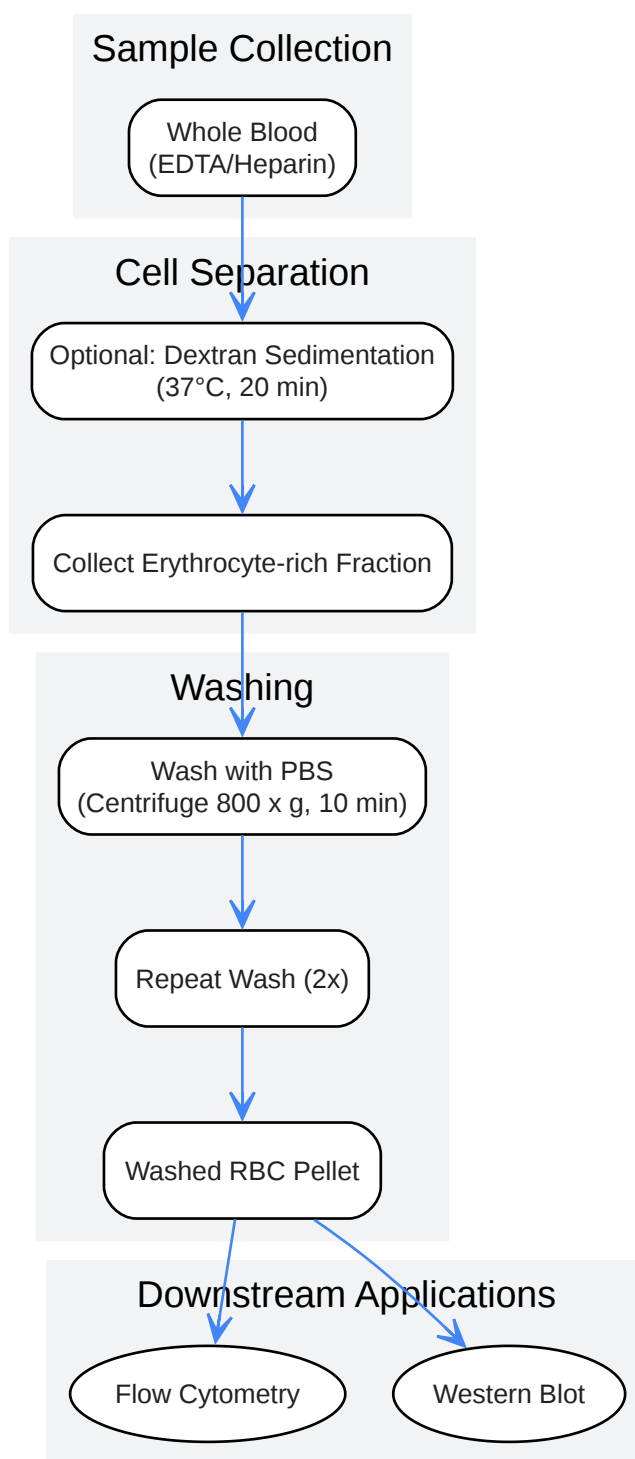 Sample Collection
Whole Blood
(EDTA/Heparin)
Cell Separation
Optional: Dextran Sedimentation
(37°C, 20 min)
Collect Erythrocyte-rich Fraction
Washing
Wash with PBS
(Centrifuge 800 x g, 10 min)
Repeat Wash (2x)
Washed RBC Pellet
Downstream Applications
Flow Cytometry
Western Blot